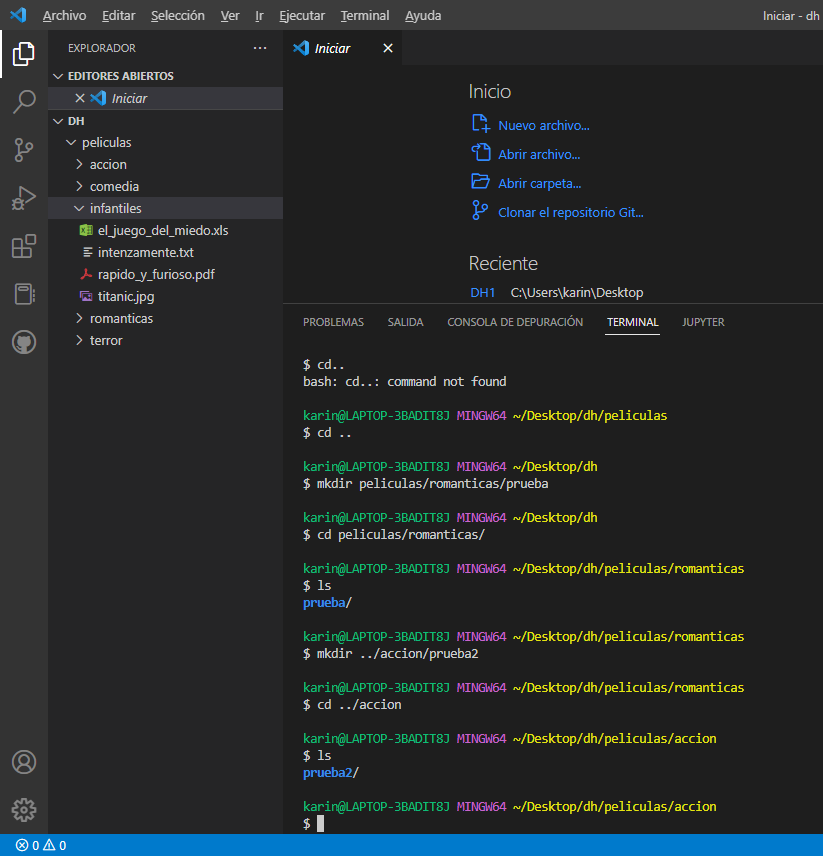 Archivo Editar Selección Ver Ir Ejecutar Terminal Ayuda Iniciar - dh
EXPLORADOR ...
EDITORES ABIERTOS
Iniciar
DH
peliculas
accion
comedia
infantiles
el_juego_del_miedo.xls
intenzamente.txt
rapido_y_furioso.pdf
titanic.jpg
romanticas
terror
Iniciar
Inicio
Nuevo archivo...
Abrir archivo...
Abrir carpeta...
Clonar el repositorio Git...
Reciente
DH1 C:\Users\karin\Desktop
PROBLEMAS SALIDA CONSOLA DE DEPURACIÓN TERMINAL JUPYTER
$ cd..
bash: cd..: command not found
karin@LAPTOP-3BADIT8J MINGW64 ~/Desktop/dh/peliculas
$ cd ..
karin@LAPTOP-3BADIT8J MINGW64 ~/Desktop/dh
$ mkdir peliculas/romanticas/prueba
karin@LAPTOP-3BADIT8J MINGW64 ~/Desktop/dh
$ cd peliculas/romanticas/
karin@LAPTOP-3BADIT8J MINGW64 ~/Desktop/dh/peliculas/romanticas
$ ls
prueba/
karin@LAPTOP-3BADIT8J MINGW64 ~/Desktop/dh/peliculas/romanticas
$ mkdir ../accion/prueba2
karin@LAPTOP-3BADIT8J MINGW64 ~/Desktop/dh/peliculas/romanticas
$ cd ../accion
karin@LAPTOP-3BADIT8J MINGW64 ~/Desktop/dh/peliculas/accion
$ ls
prueba2/
karin@LAPTOP-3BADIT8J MINGW64 ~/Desktop/dh/peliculas/accion
$
0 0